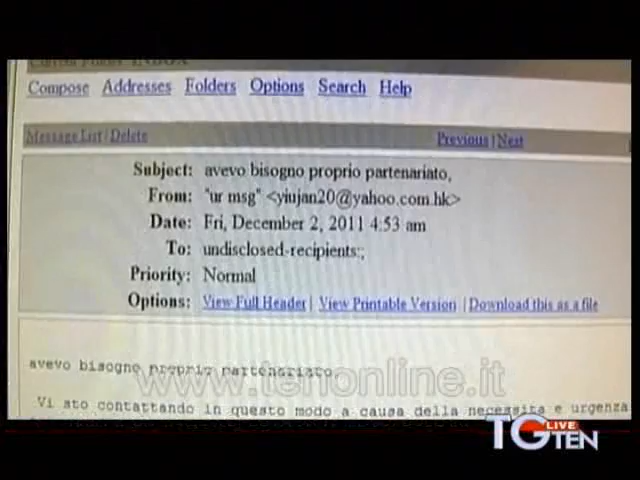 Compose Addresses Folders Options Search Help
Message List | Delete Previous | Next
Subject: avevo bisogno proprio partenariato,
From: "ur msg" <yiujan20@yahoo.com.hk>
Date: Fri, December 2, 2011 4:53 am
To: undisclosed-recipients:;
Priority: Normal
Options: View Full Header | View Printable Version | Download this as a file
avevo bisogno proprio partenariato,
www.tenonline.it
Vi sto contattando in questo modo a causa della necessita e urgenza
TG LIVE TEN